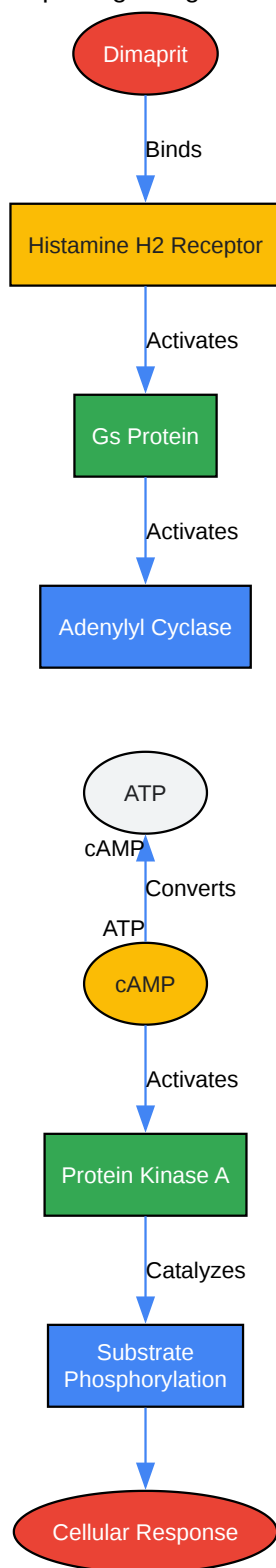 Dimaprit
Binds
Histamine H2 Receptor
Activates
Gs Protein
Activates
Adenylyl Cyclase
ATP
cAMP
Converts
ATP
cAMP
Activates
Protein Kinase A
Catalyzes
Substrate
Phosphorylation
Cellular Response